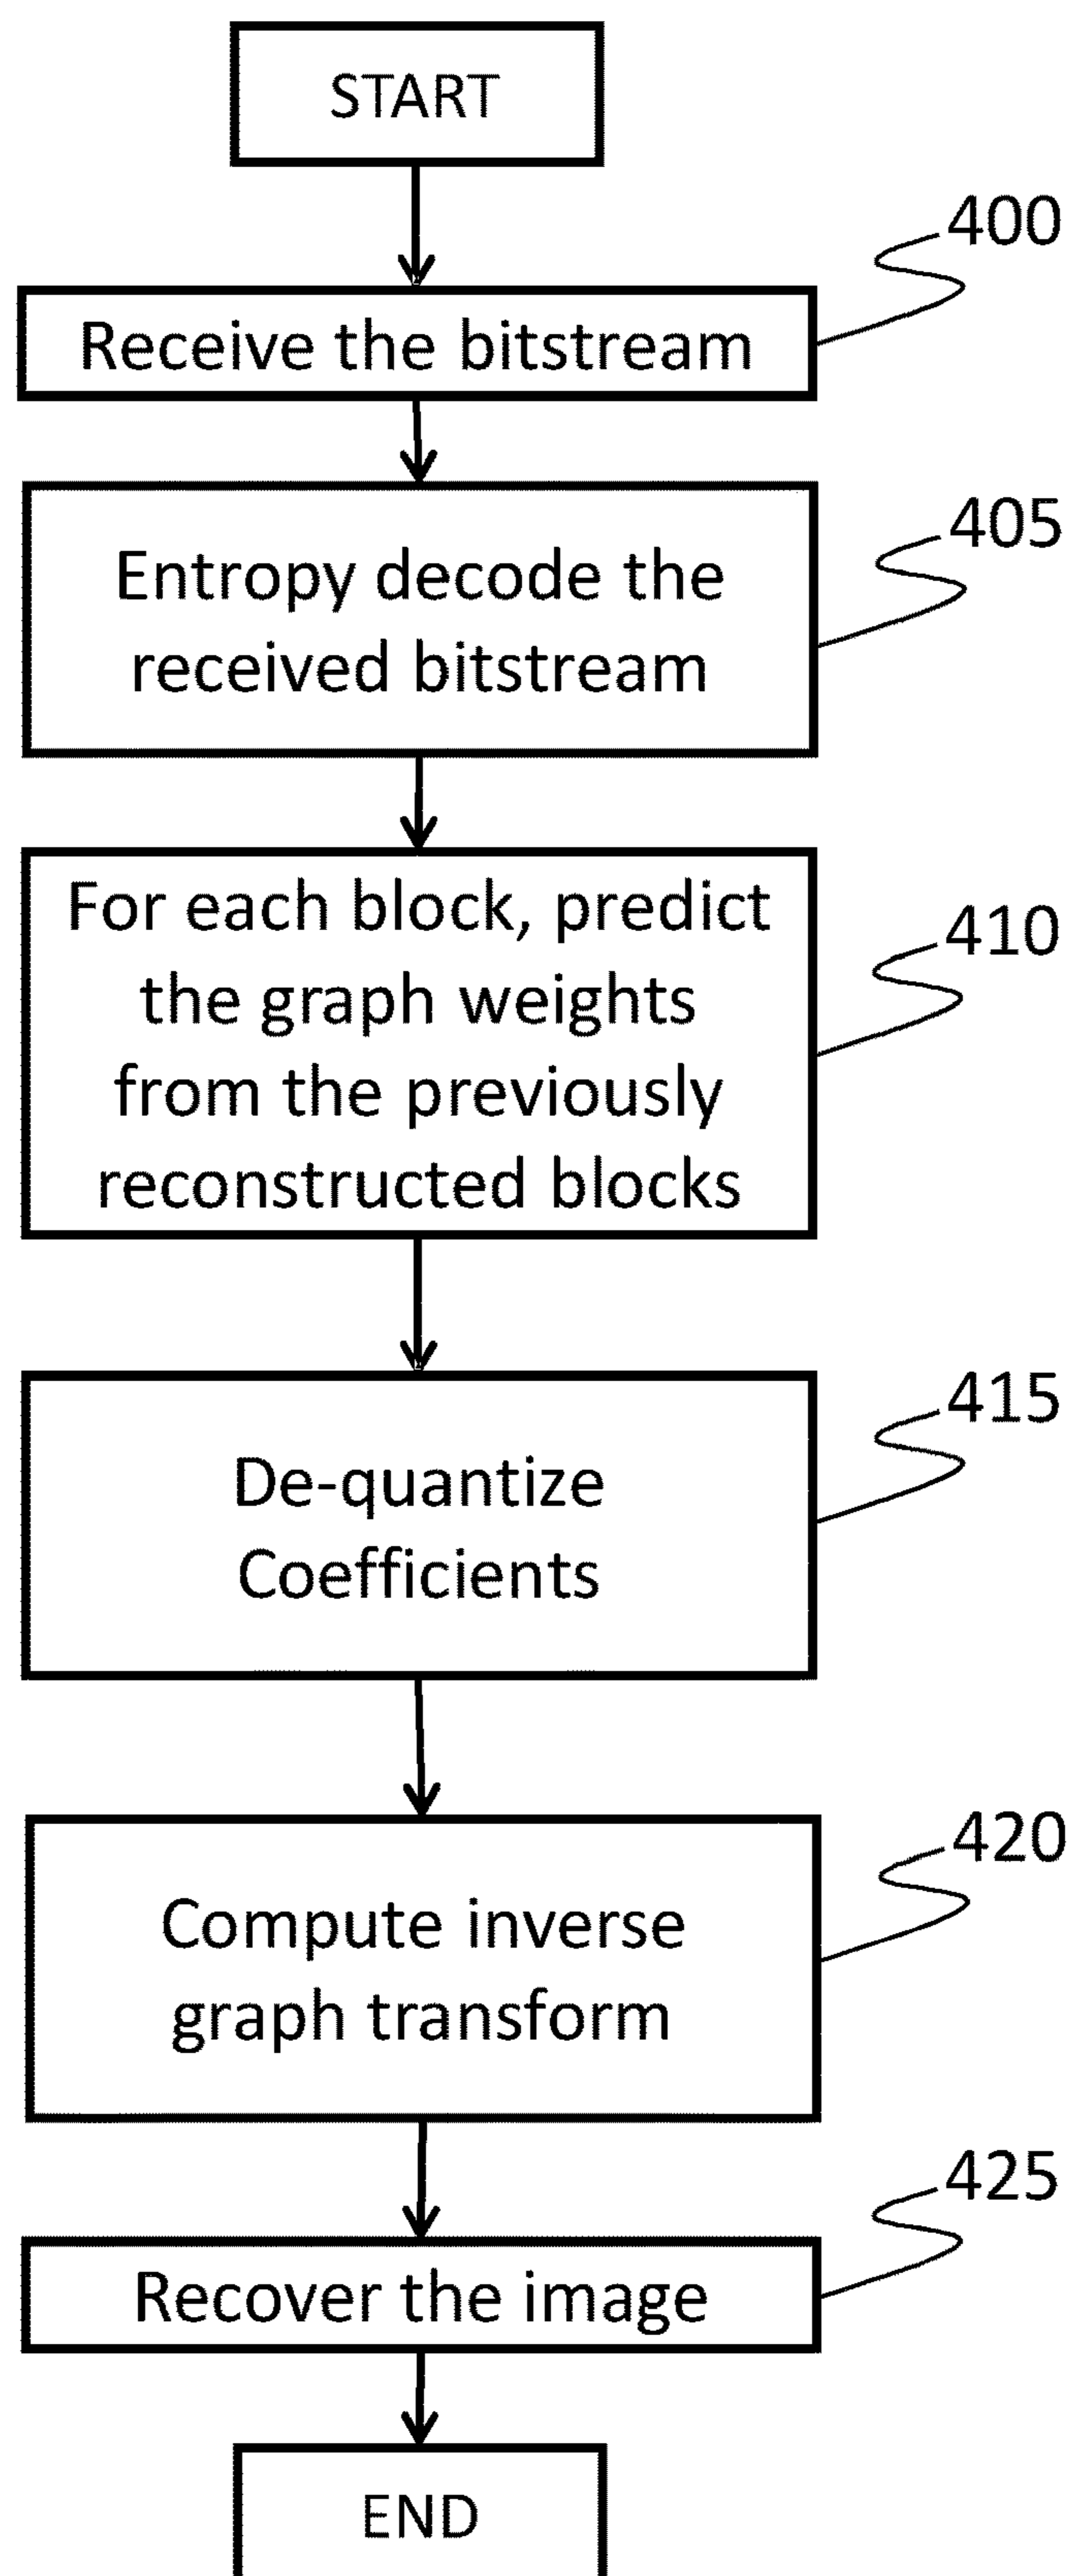 START
400
Receive the bitstream
405
Entropy decode the
received bitstream
410
For each block, predict
the graph weights
from the previously
reconstructed blocks
415
De-quantize
Coefficients
420
Compute inverse
graph transform
425
Recover the image
END